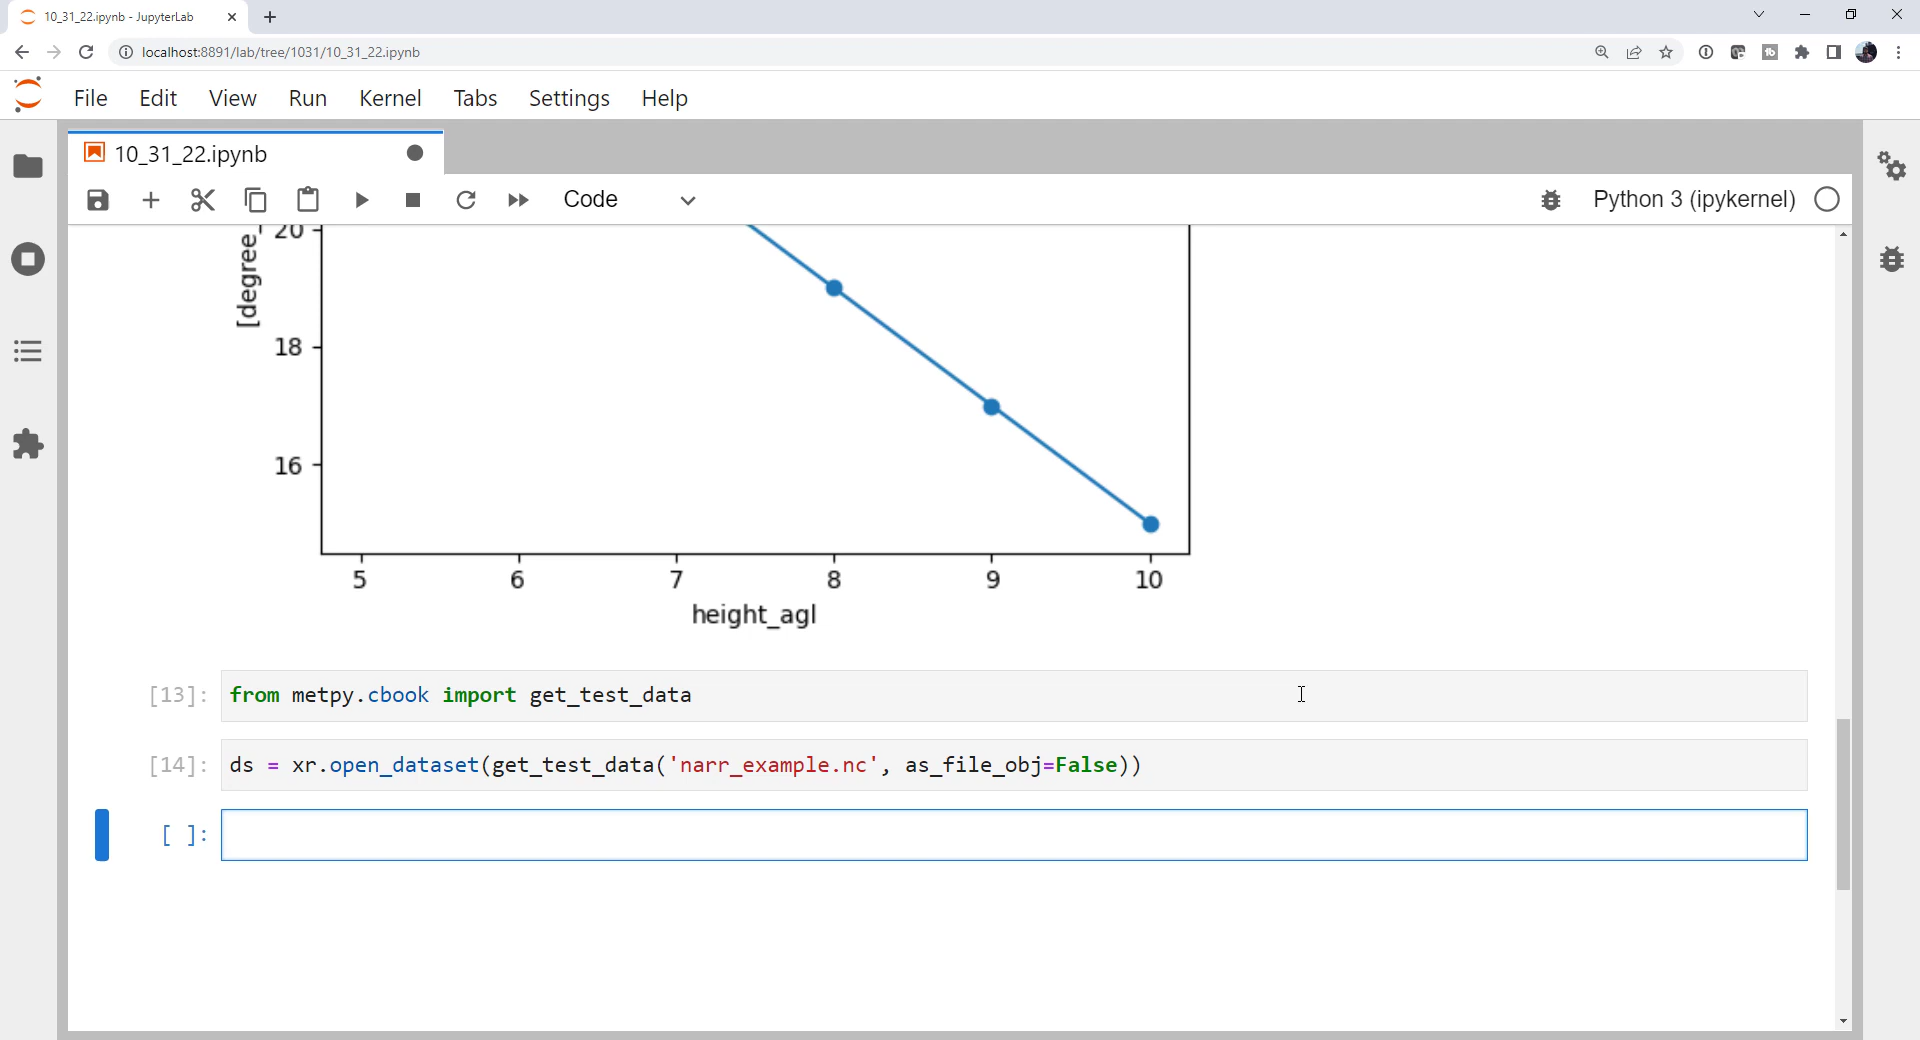 10_31_22.ipynb - JupyterLab
localhost:8891/lab/tree/1031/10_31_22.ipynb
File Edit View Run Kernel Tabs Settings Help
10_31_22.ipynb
Code
Python 3 (ipykernel)
[degree_
20
18
16
5 6 7 8 9 10
height_agl
[13]: from metpy.cbook import get_test_data
[14]: ds = xr.open_dataset(get_test_data('narr_example.nc', as_file_obj=False))
[ ]: